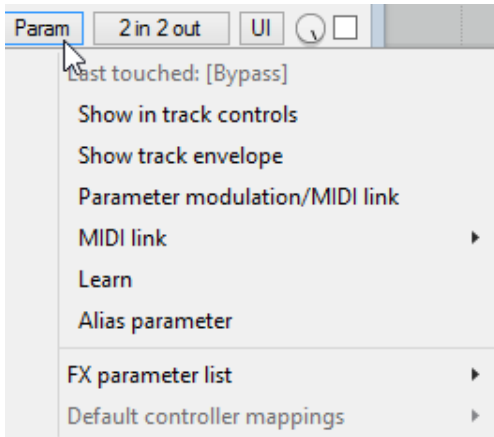 Param 2 in 2 out UI
Last touched: [Bypass]
Show in track controls
Show track envelope
Parameter modulation/MIDI link
MIDI link
Learn
Alias parameter
FX parameter list
Default controller mappings